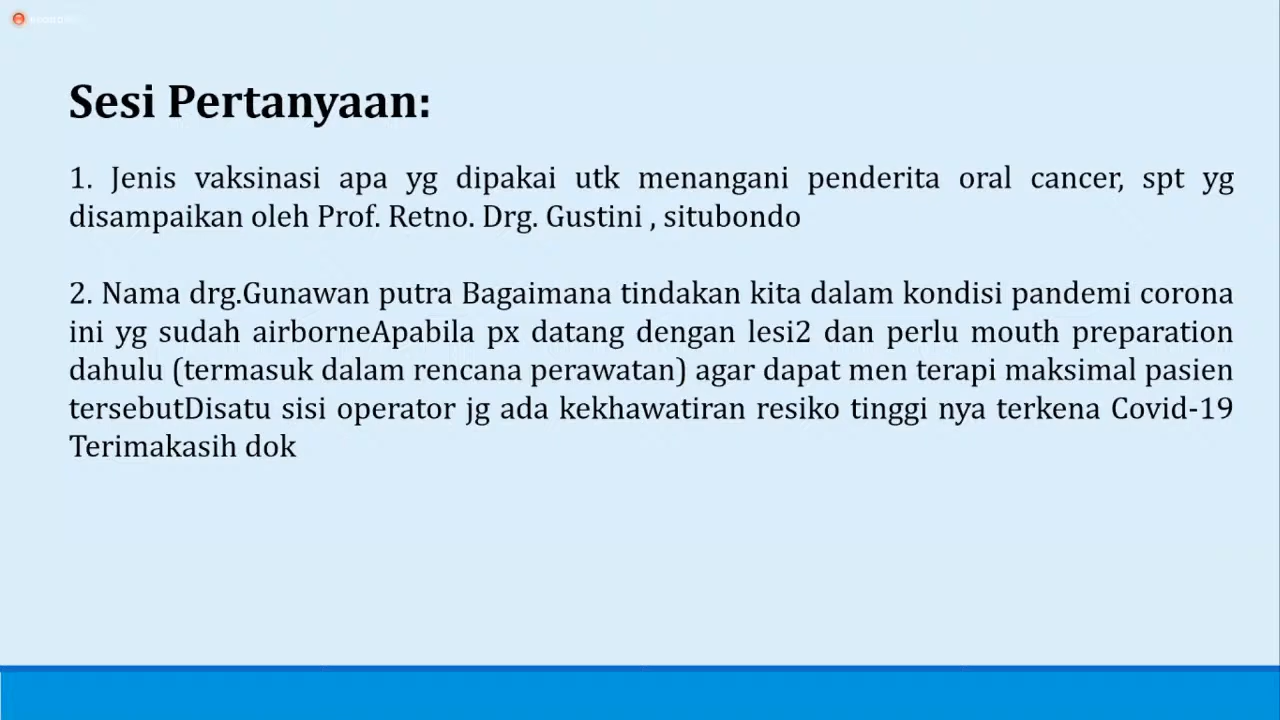 Sesi Pertanyaan:
1. Jenis vaksinasi apa yg dipakai utk menangani penderita oral cancer, spt yg
disampaikan oleh Prof. Retno. Drg. Gustini , situbondo
2. Nama drg.Gunawan putra Bagaimana tindakan kita dalam kondisi pandemi corona
ini yg sudah airborneApabila px datang dengan lesi2 dan perlu mouth preparation
dahulu (termasuk dalam rencana perawatan) agar dapat men terapi maksimal pasien
tersebutDisatu sisi operator jg ada kekhawatiran resiko tinggi nya terkena Covid-19
Terimakasih dok